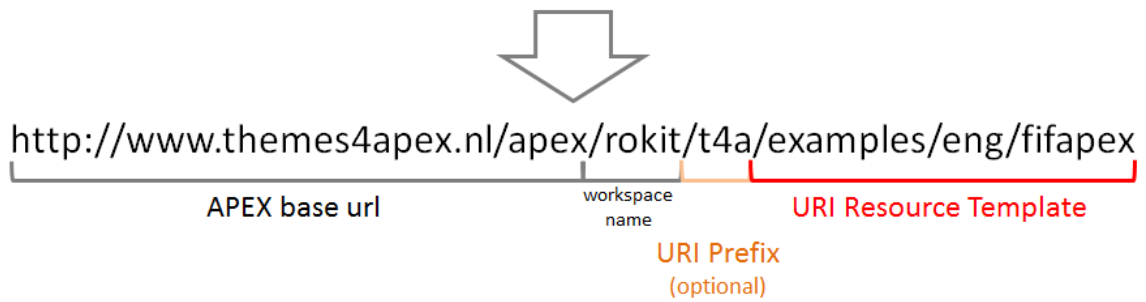 http://www.themes4apex.nl/apex/rokit/t4a/examples/eng/fifapex
APEX base url
workspace
name
URI Resource Template
URI Prefix
(optional)